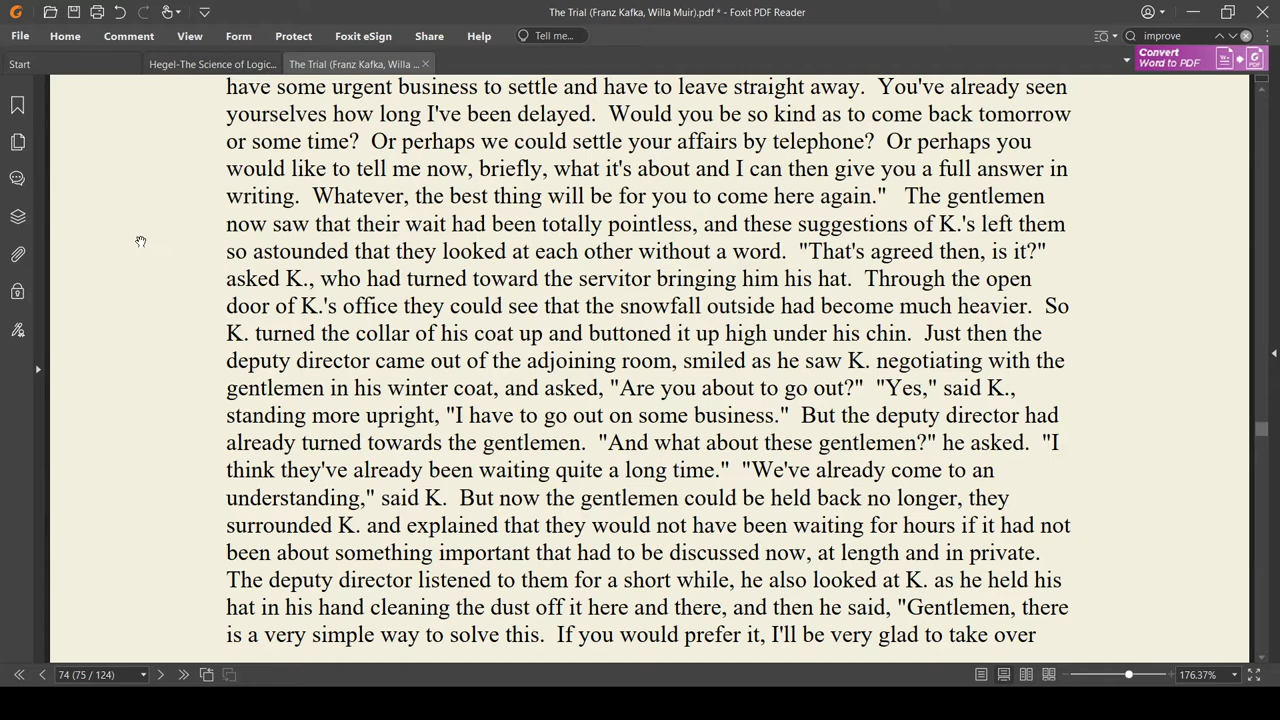 The Trial (Franz Kafka, Willa Muir).pdf * - Foxit PDF Reader
File Home Comment View Form Protect Foxit eSign Share Help Tell me... improve
Start Hegel-The Science of Logic... The Trial (Franz Kafka, Willa ...
Convert
Word to PDF
have some urgent business to settle and have to leave straight away. You've already seen
yourselves how long I've been delayed. Would you be so kind as to come back tomorrow
or some time? Or perhaps we could settle your affairs by telephone? Or perhaps you
would like to tell me now, briefly, what it's about and I can then give you a full answer in
writing. Whatever, the best thing will be for you to come here again." The gentlemen
now saw that their wait had been totally pointless, and these suggestions of K.'s left them
so astounded that they looked at each other without a word. "That's agreed then, is it?"
asked K., who had turned toward the servitor bringing him his hat. Through the open
door of K.'s office they could see that the snowfall outside had become much heavier. So
K. turned the collar of his coat up and buttoned it up high under his chin. Just then the
deputy director came out of the adjoining room, smiled as he saw K. negotiating with the
gentlemen in his winter coat, and asked, "Are you about to go out?" "Yes," said K.,
standing more upright, "I have to go out on some business." But the deputy director had
already turned towards the gentlemen. "And what about these gentlemen?" he asked. "I
think they've already been waiting quite a long time." "We've already come to an
understanding," said K. But now the gentlemen could be held back no longer, they
surrounded K. and explained that they would not have been waiting for hours if it had not
been about something important that had to be discussed now, at length and in private.
The deputy director listened to them for a short while, he also looked at K. as he held his
hat in his hand cleaning the dust off it here and there, and then he said, "Gentlemen, there
is a very simple way to solve this. If you would prefer it, I'll be very glad to take over
74 (75 / 124) 176.37%